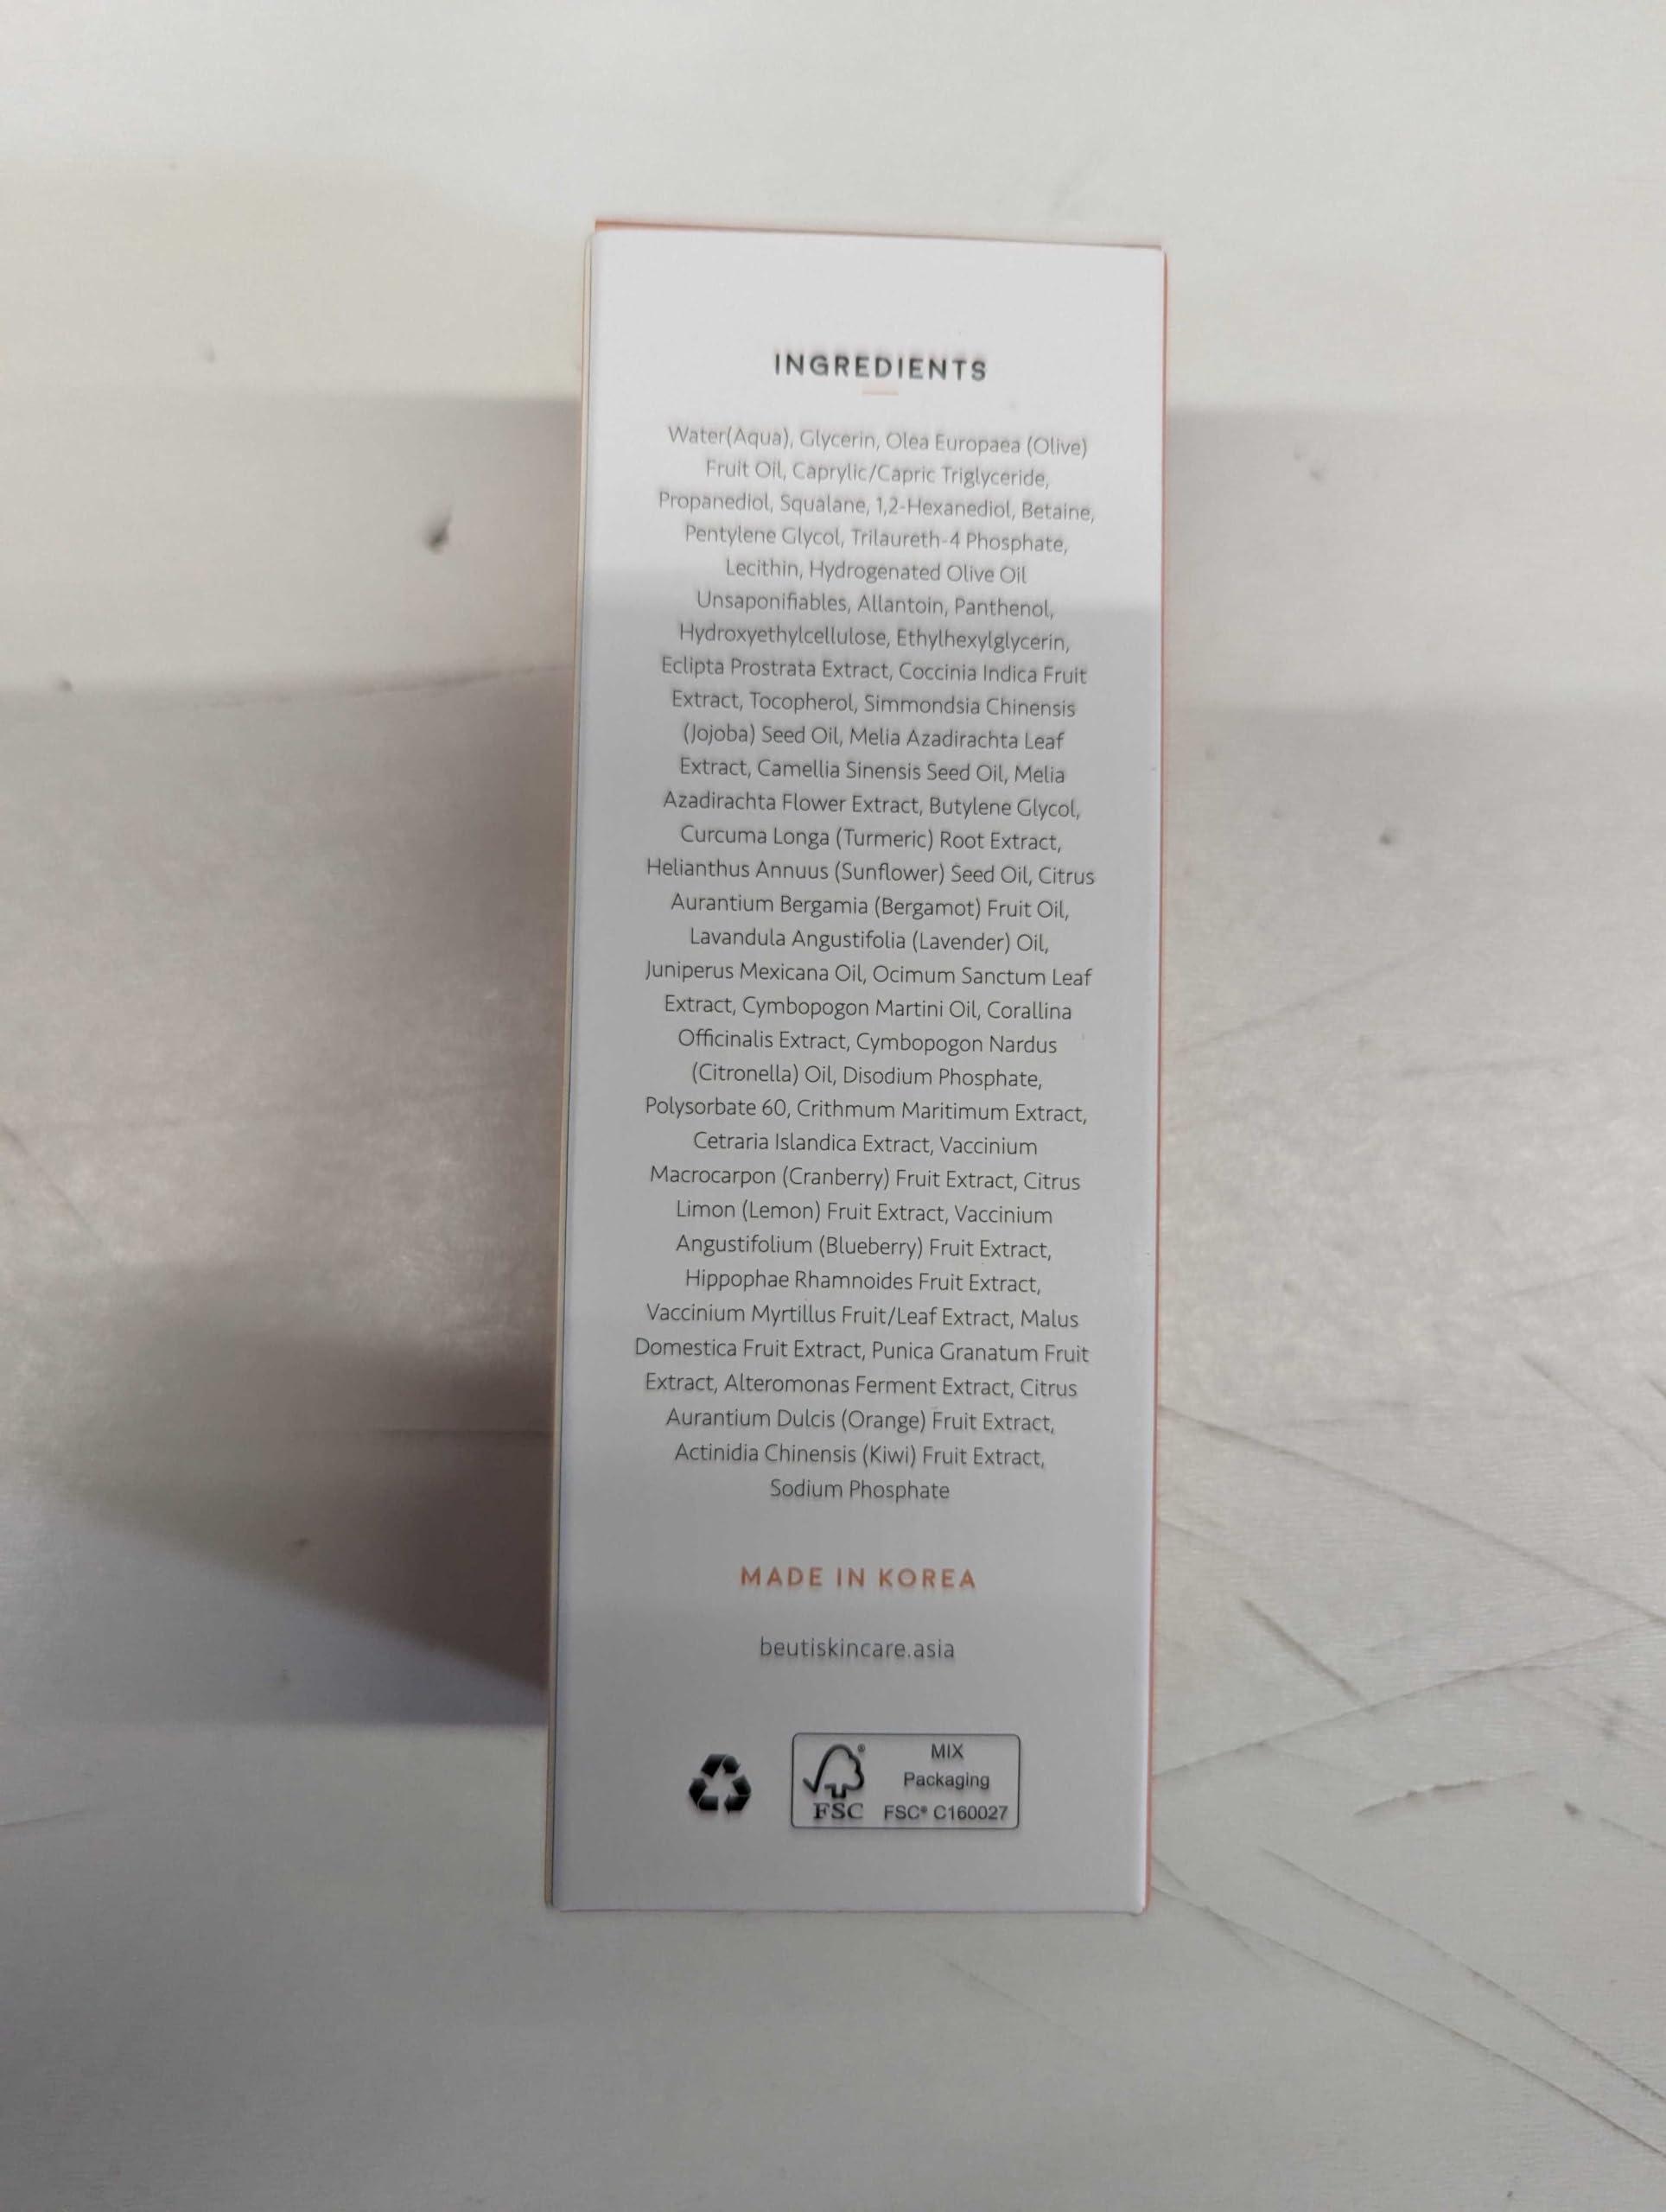 INGREDIENTS
Water(Aqua), Glycerin, Olea Europaea (Olive)
Fruit Oil, Caprylic/Capric Triglyceride,
Propanediol, Squalane, 1,2-Hexanediol, Betaine,
Pentylene Glycol, Trilaureth-4 Phosphate,
Lecithin, Hydrogenated Olive Oil
Unsaponifiables, Allantoin, Panthenol,
Hydroxyethylcellulose, Ethylhexylglycerin,
Eclipta Prostrata Extract, Coccinia Indica Fruit
Extract, Tocopherol, Simmondsia Chinensis
(Jojoba) Seed Oil, Melia Azadirachta Leaf
Extract, Camellia Sinensis Seed Oil, Melia
Azadirachta Flower Extract, Butylene Glycol,
Curcuma Longa (Turmeric) Root Extract,
Helianthus Annuus (Sunflower) Seed Oil, Citrus
Aurantium Bergamia (Bergamot) Fruit Oil,
Lavandula Angustifolia (Lavender) Oil,
Juniperus Mexicana Oil, Ocimum Sanctum Leaf
Extract, Cymbopogon Martini Oil, Corallina
Officinalis Extract, Cymbopogon Nardus
(Citronella) Oil, Disodium Phosphate,
Polysorbate 60, Crithmum Maritimum Extract,
Cetraria Islandica Extract, Vaccinium
Macrocarpon (Cranberry) Fruit Extract, Citrus
Limon (Lemon) Fruit Extract, Vaccinium
Angustifolium (Blueberry) Fruit Extract,
Hippophae Rhamnoides Fruit Extract,
Vaccinium Myrtillus Fruit/Leaf Extract, Malus
Domestica Fruit Extract, Punica Granatum Fruit
Extract, Alteromonas Ferment Extract, Citrus
Aurantium Dulcis (Orange) Fruit Extract,
Actinidia Chinensis (Kiwi) Fruit Extract,
Sodium Phosphate
MADE IN KOREA
beutiskincare.asia
®
FSC
MIX
Packaging
FSC® C160027